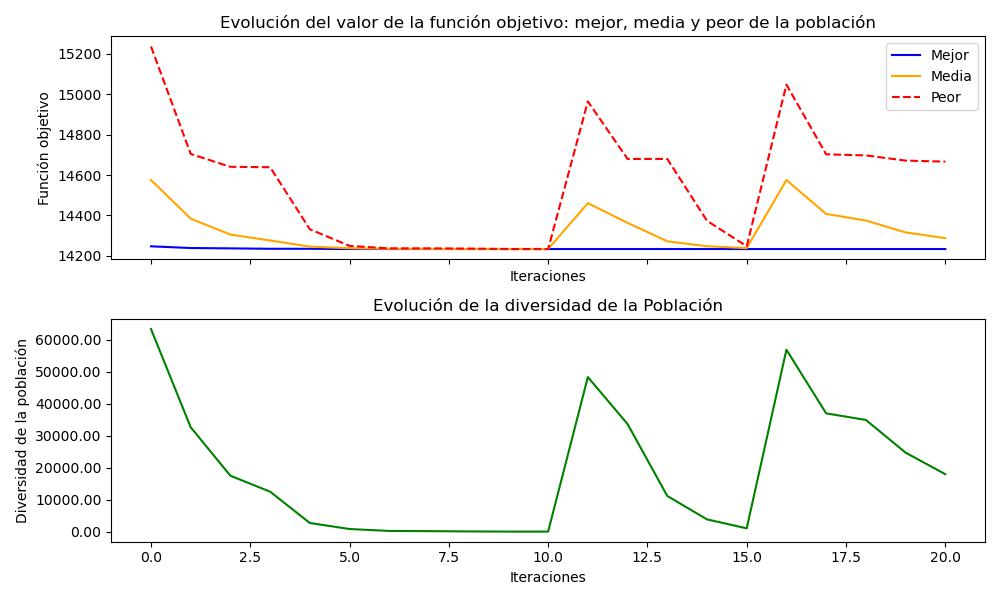 Evolución del valor de la función objetivo: mejor, media y peor de la población
15200
15000
14800
14600
14400
14200
Función objetivo
Mejor
Media
Peor
Iteraciones
Evolución de la diversidad de la Población
60000.00
50000.00
40000.00
30000.00
20000.00
10000.00
0.00
Diversidad de la población
0.0 2.5 5.0 7.5 10.0 12.5 15.0 17.5 20.0
Iteraciones